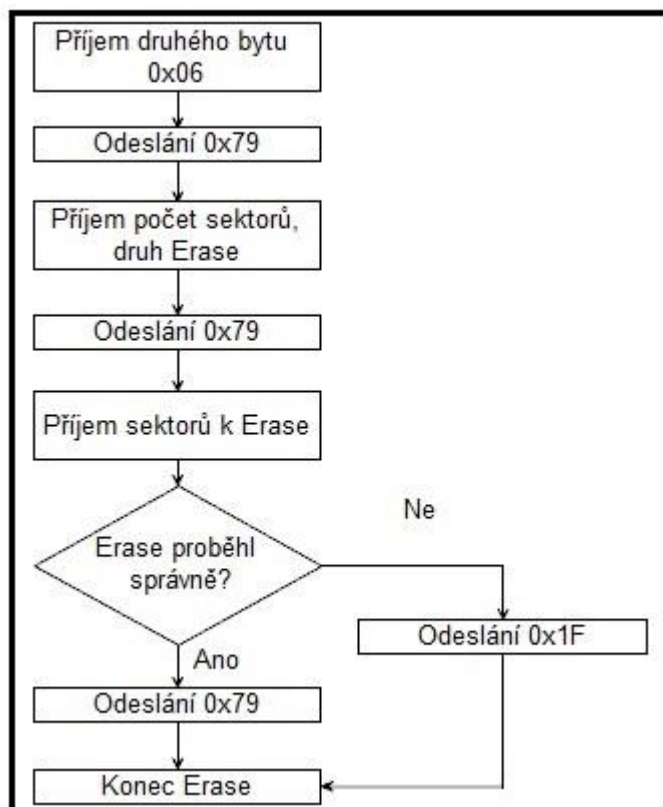 Příjem druhého bytu
0x06
Odeslání 0x79
Příjem počet sektorů,
druh Erase
Odeslání 0x79
Příjem sektorů k Erase
Ne
Erase proběhl
správně?
Odeslání 0x1F
Ano
Odeslání 0x79
Konec Erase